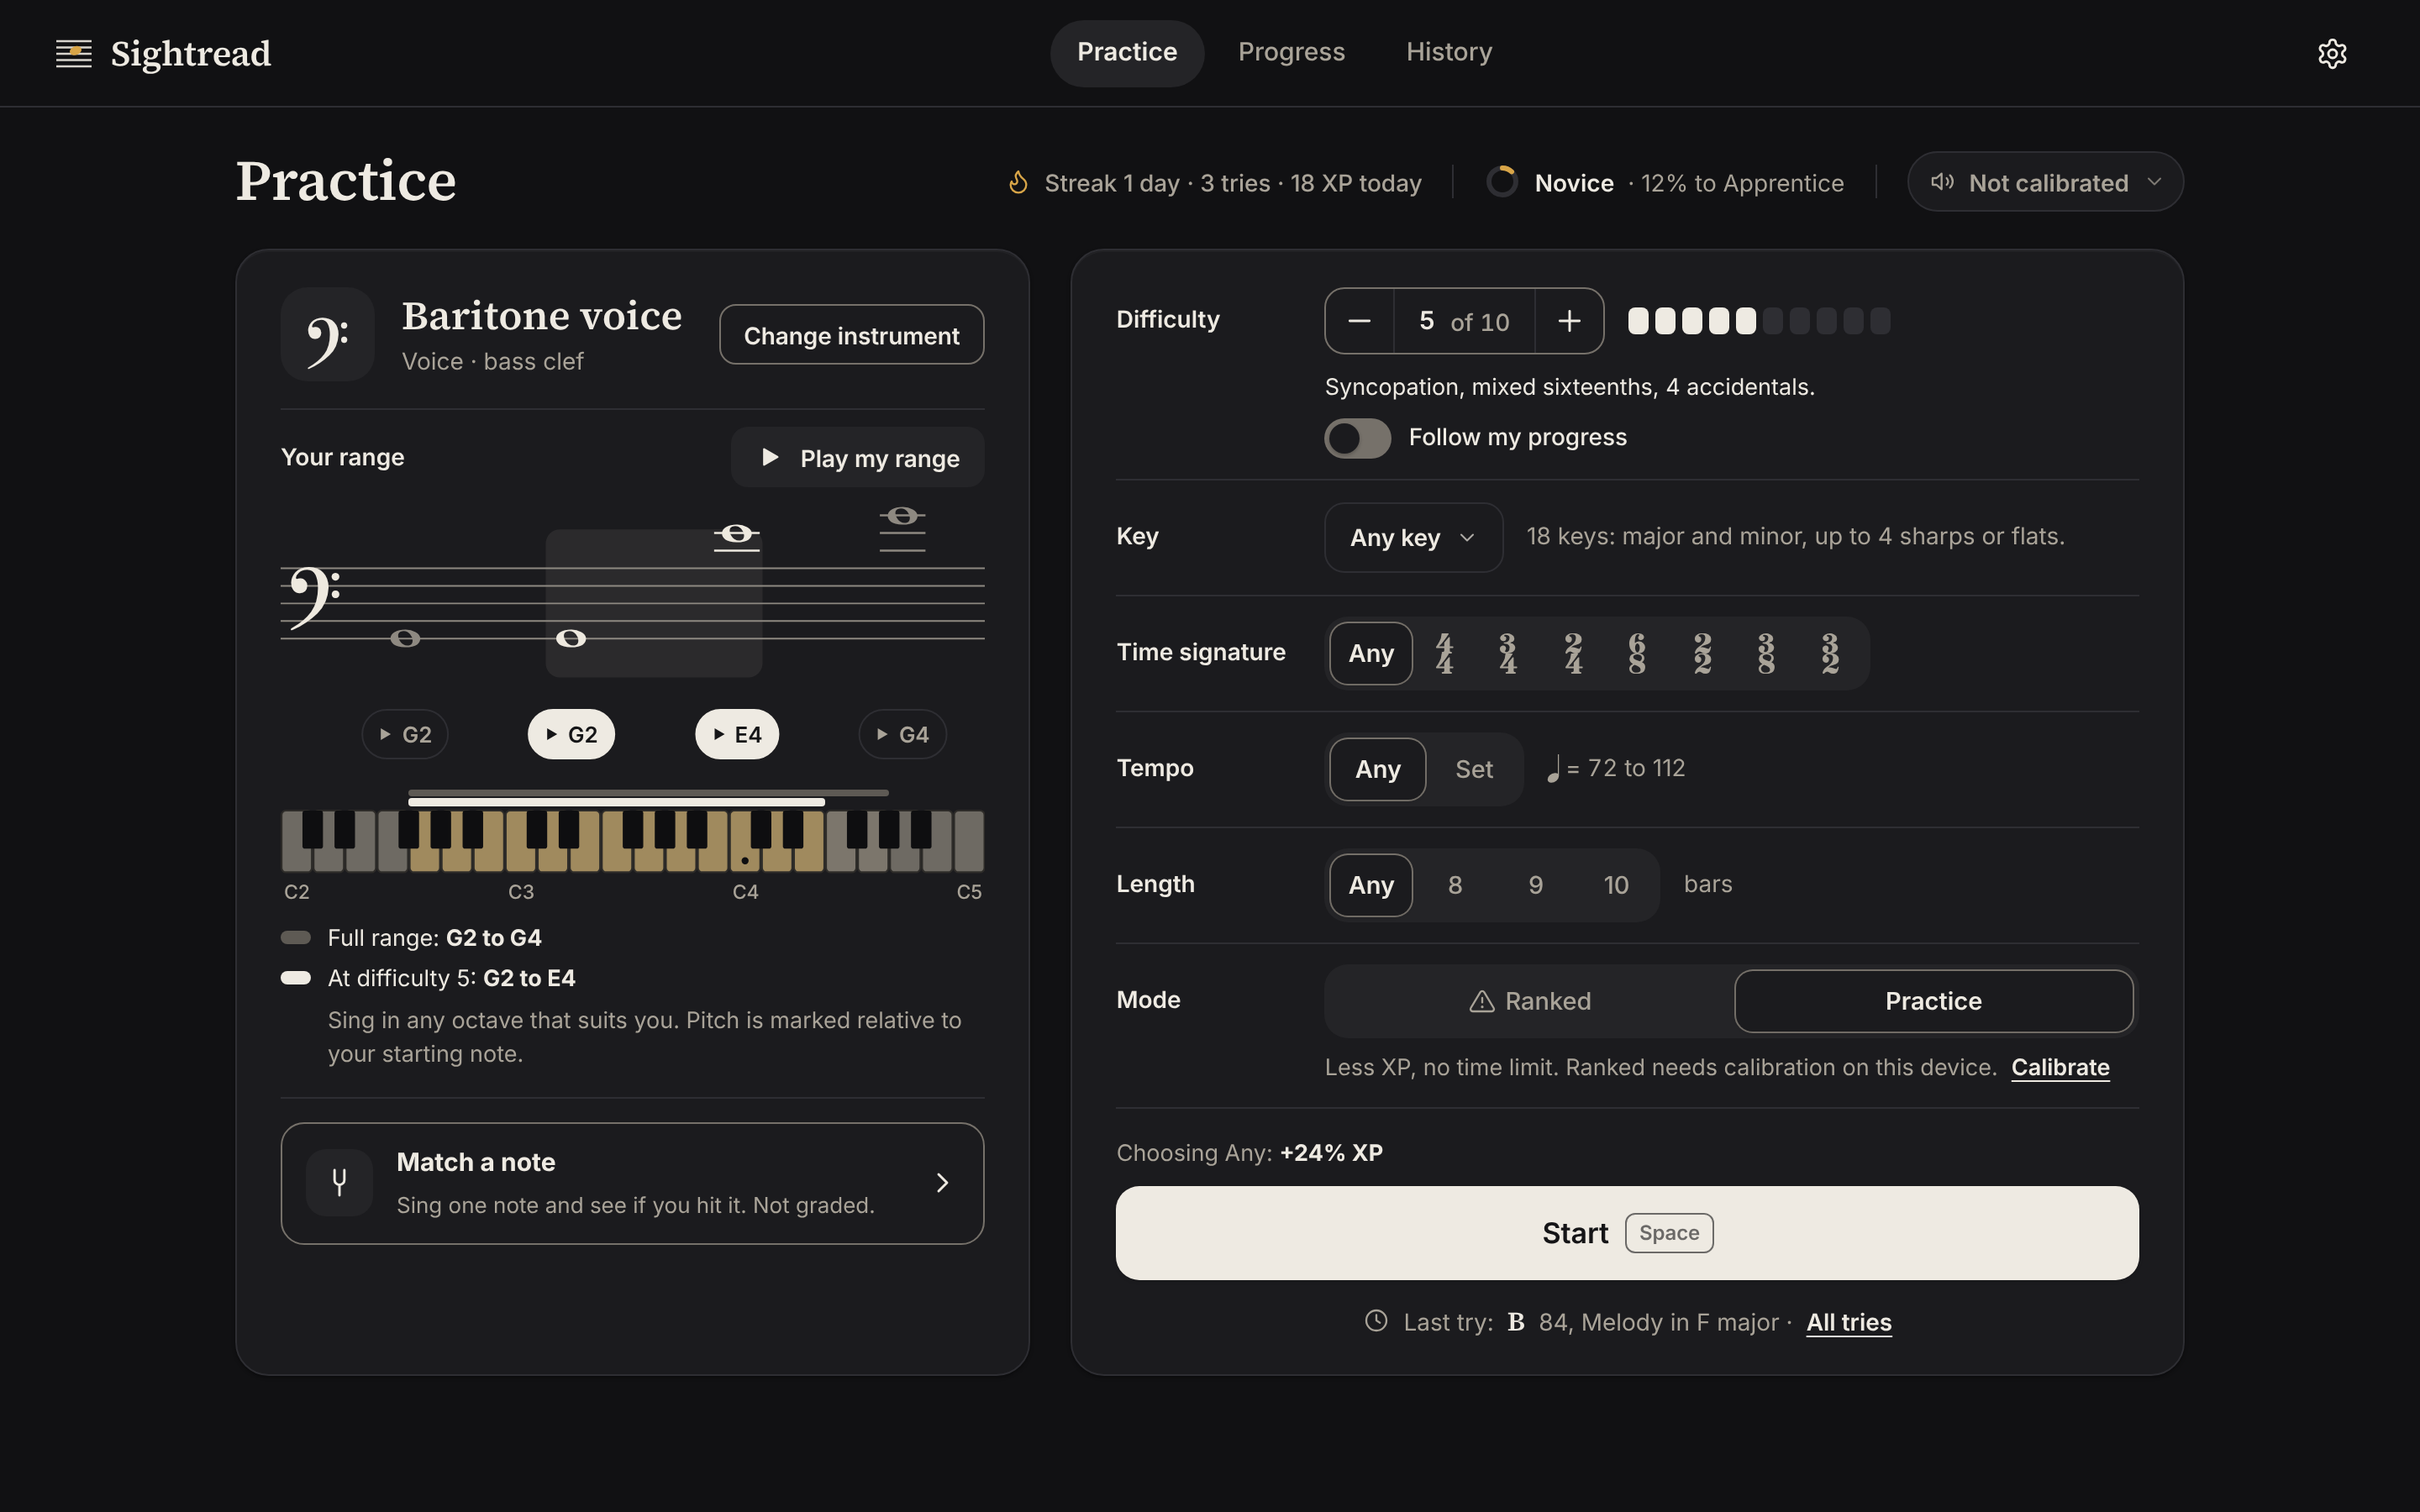 Sightread
Practice
Progress
History
Practice
Streak 1 day · 3 tries · 18 XP today
Novice · 12% to Apprentice
Not calibrated
Baritone voice
Voice · bass clef
Change instrument
Your range
Play my range
G2
G2
E4
G4
C2
C3
C4
C5
Full range: G2 to G4
At difficulty 5: G2 to E4
Sing in any octave that suits you. Pitch is marked relative to
your starting note.
Match a note
Sing one note and see if you hit it. Not graded.
Difficulty
5 of 10
Syncopation, mixed sixteenths, 4 accidentals.
Follow my progress
Key
Any key
18 keys: major and minor, up to 4 sharps or flats.
Time signature
Any 4 3 2 6 2 3 3
4 4 4 8 2 8 2
Tempo
Any Set
= 72 to 112
Length
Any 8 9 10 bars
Mode
Ranked
Practice
Less XP, no time limit. Ranked needs calibration on this device. Calibrate
Choosing Any: +24% XP
Start Space
Last try: B 84, Melody in F major · All tries